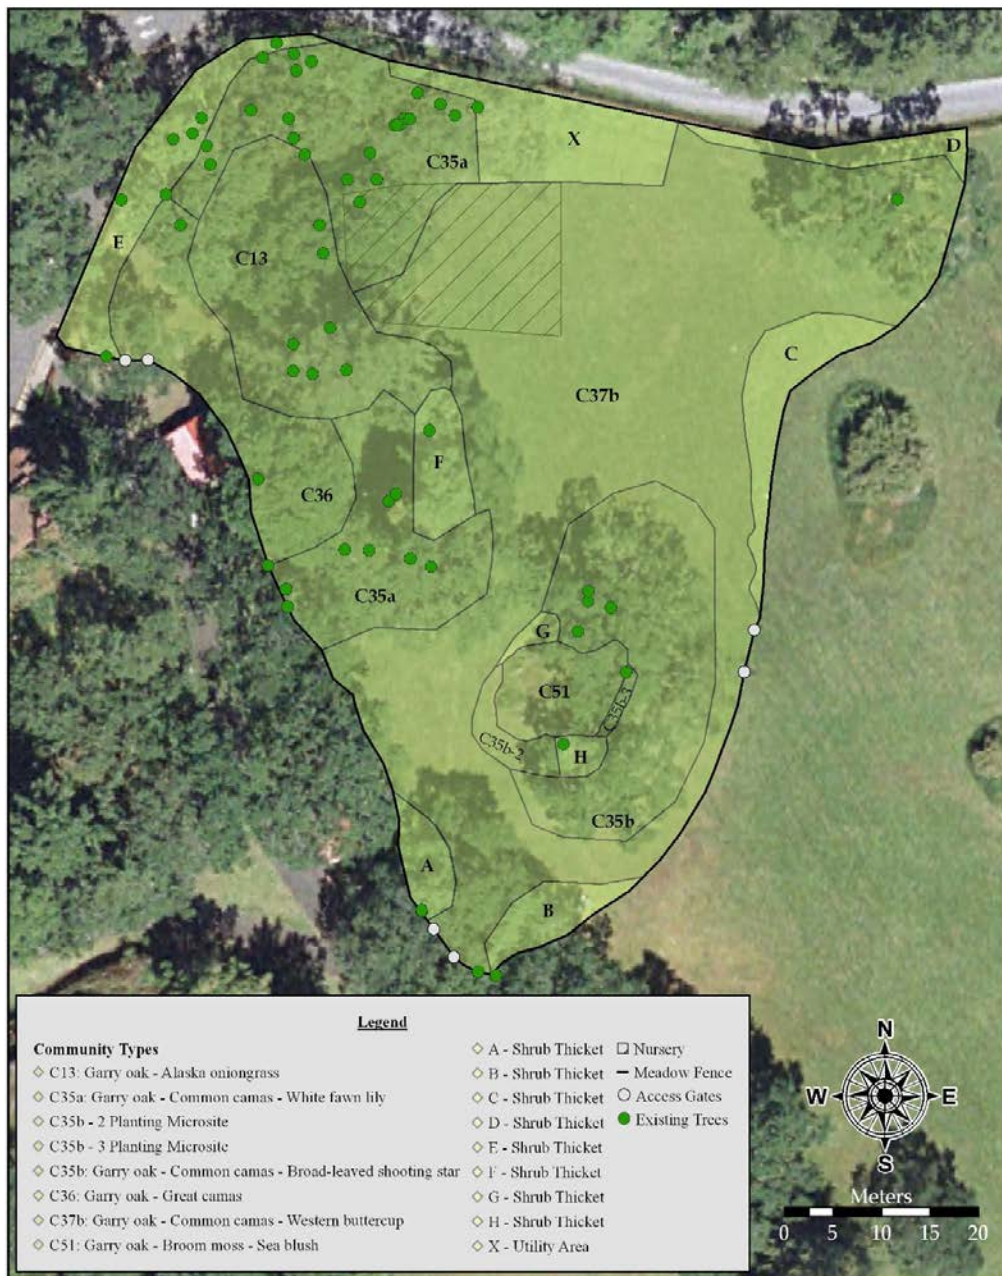 X
D
C35a
E
C13
C
C37b
F
C36
C35a
G
C51
C35b-3
C35b-2
H
C35b
A
B
Legend
Community Types
C13: Garry oak - Alaska oniongrass
C35a: Garry oak - Common camas - White fawn lily
C35b - 2 Planting Microsite
C35b - 3 Planting Microsite
C35b: Garry oak - Common camas - Broad-leaved shooting star
C36: Garry oak - Great camas
C37b: Garry oak - Common camas - Western buttercup
C51: Garry oak - Broom moss - Sea blush
A - Shrub Thicket
B - Shrub Thicket
C - Shrub Thicket
D - Shrub Thicket
E - Shrub Thicket
F - Shrub Thicket
G - Shrub Thicket
H - Shrub Thicket
X - Utility Area
Nursery
Meadow Fence
Access Gates
Existing Trees
N
W E
S
Meters
0 5 10 15 20